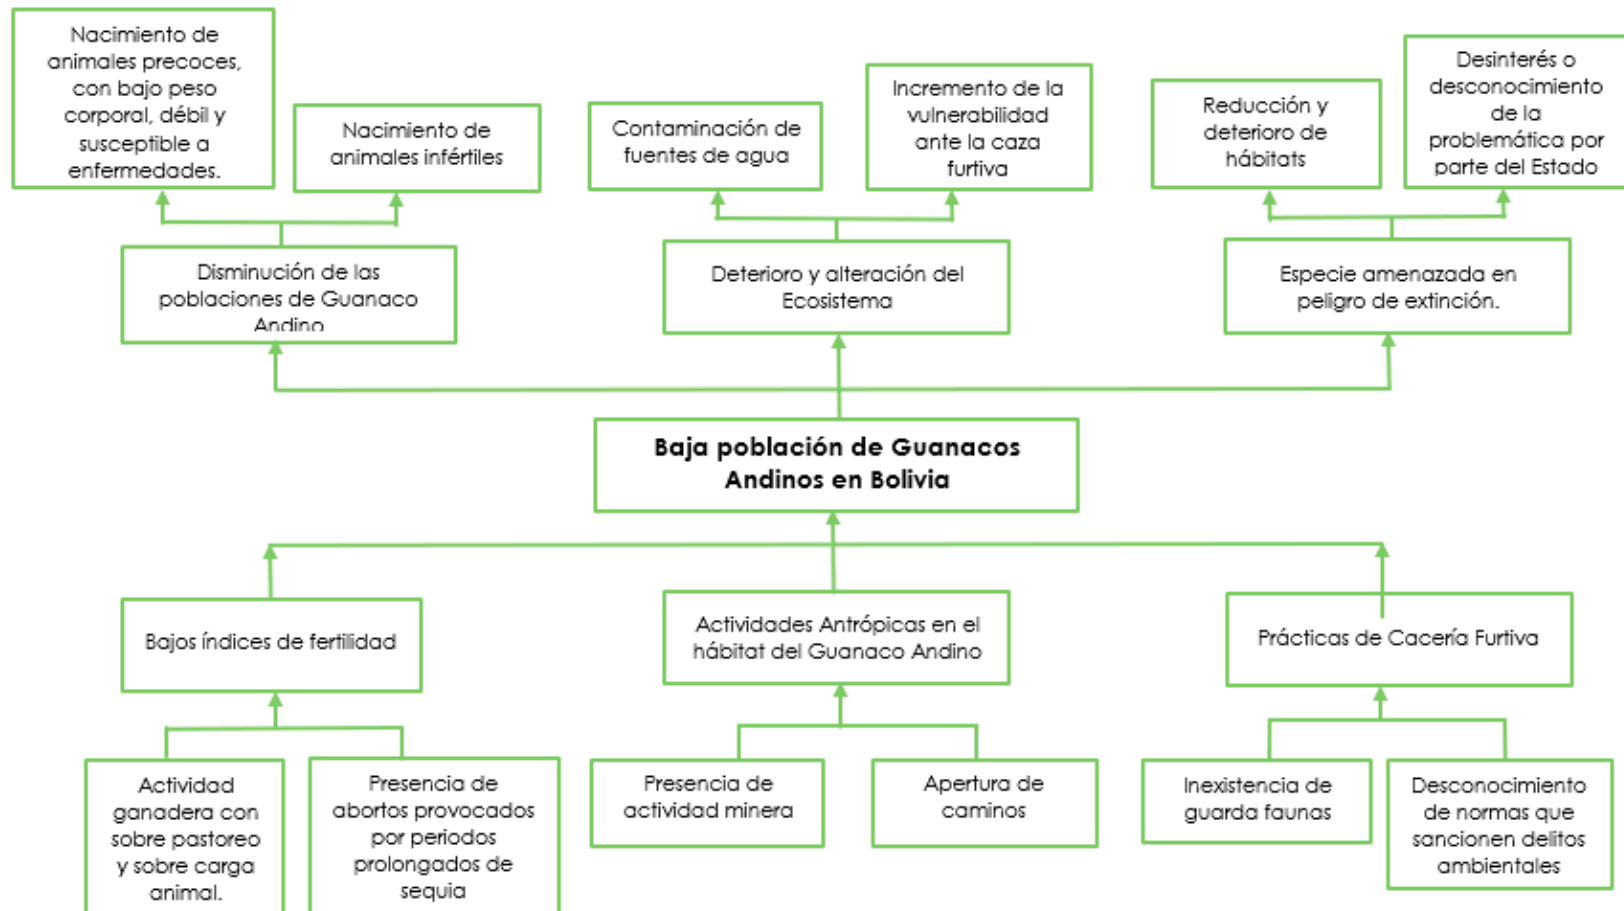 Nacimiento de
animales precoces,
con bajo peso
corporal, débil y
susceptible a
enfermedades.
Nacimiento de
animales infértiles
Contaminación de
fuentes de agua
Incremento de la
vulnerabilidad
ante la caza
furtiva
Reducción y
deterioro de
hábitats
Desinterés o
desconocimiento
de la
problemática por
parte del Estado
Disminución de las
poblaciones de Guanaco
Andino
Deterioro y alteración del
Ecosistema
Especie amenazada en
peligro de extinción.
Baja población de Guanacos
Andinos en Bolivia
Bajos índices de fertilidad
Actividades Antrópicas en el
hábitat del Guanaco Andino
Prácticas de Cacería Furtiva
Actividad
ganadera con
sobre pastoreo
y sobre carga
animal.
Presencia de
abortos provocados
por periodos
prolongados de
sequia
Presencia de
actividad minera
Apertura de
caminos
Inexistencia de
guarda faunas
Desconocimiento
de normas que
sancionen delitos
ambientales